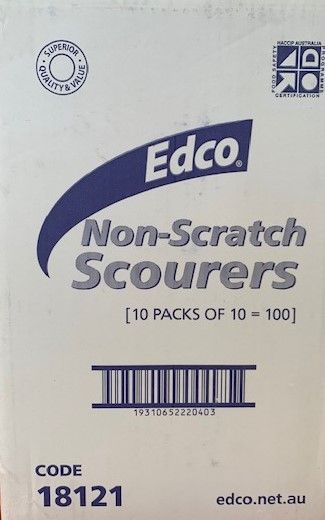 SUPERIOR
QUALITY & VALUE
HACCP AUSTRALIA
FOOD SAFETY
CERTIFICATION
Edco®
Non-Scratch
Scourers
[10 PACKS OF 10 = 100]
19310652220403
CODE
18121
edco.net.au